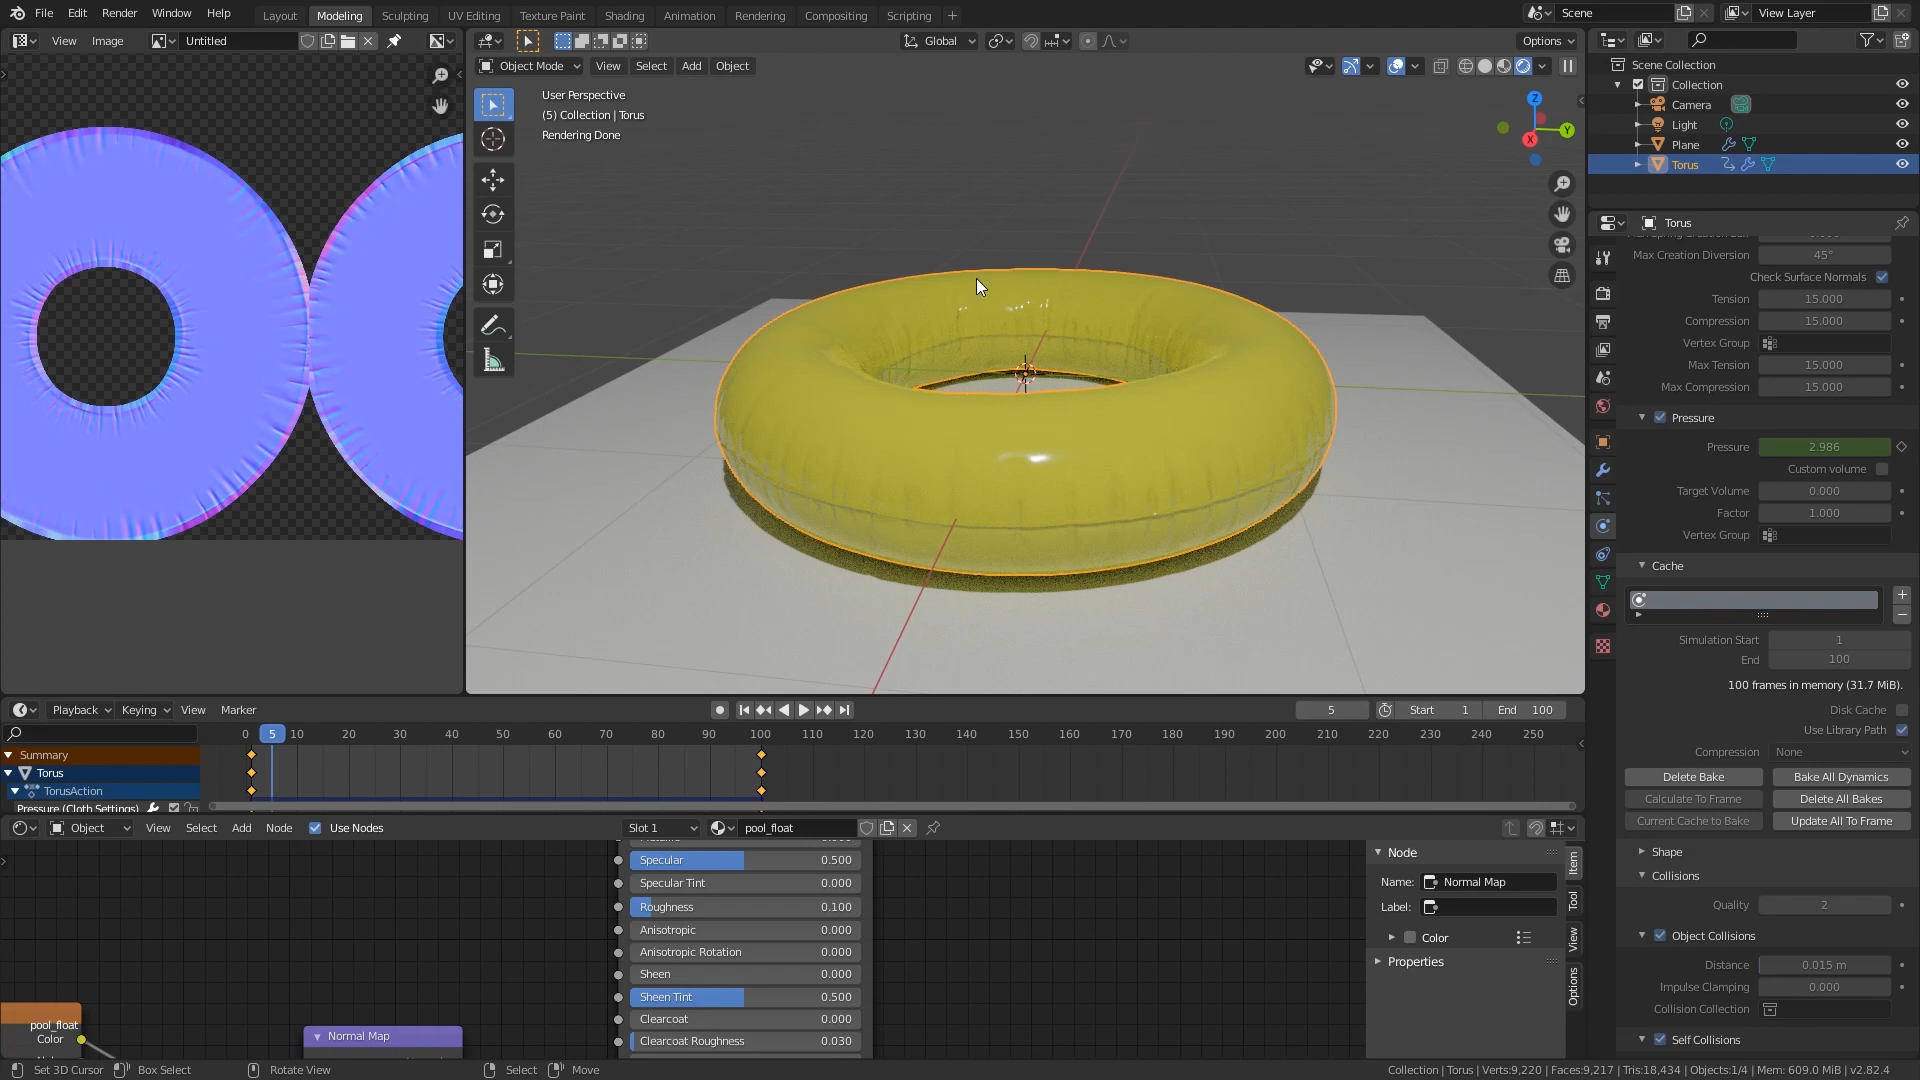 File Edit Render Window Help
Layout Modeling Sculpting UV Editing Texture Paint Shading Animation Rendering Compositing Scripting +
Scene View Layer
View Image Untitled
Global Options
Object Mode View Select Add Object
User Perspective
(5) Collection | Torus
Rendering Done
Z
Y
X
Scene Collection
Collection
Camera
Light
Plane
Torus
Torus
Max Creation Diversion 45°
Check Surface Normals
Tension 15.000
Compression 15.000
Vertex Group
Max Tension 15.000
Max Compression 15.000
Pressure
Pressure 2.986
Custom volume
Target Volume 0.000
Factor 1.000
Vertex Group
Cache
Simulation Start 1
End 100
100 frames in memory (31.7 MiB).
Disk Cache
Use Library Path
Compression None
Delete Bake Bake All Dynamics
Calculate To Frame Delete All Bakes
Current Cache to Bake Update All To Frame
Shape
Collisions
Quality 2
Object Collisions
Distance 0.015 m
Impulse Clamping 0.000
Collision Collection
Self Collisions
Playback Keying View Marker
5 Start 1 End 100
0 5 10 20 30 40 50 60 70 80 90 100 110 120 130 140 150 160 170 180 190 200 210 220 230 240 250
Summary
Torus
TorusAction
Pressure (Cloth Settings)
Object View Select Add Node Use Nodes Slot 1 pool_float
Specular 0.500
Specular Tint 0.000
Roughness 0.100
Anisotropic 0.000
Anisotropic Rotation 0.000
Sheen 0.000
Sheen Tint 0.500
Clearcoat 0.000
Clearcoat Roughness 0.030
pool_float
Color
Normal Map
Node
Name: Normal Map
Label:
Color
Properties
Item
Tool
View
Options
Set 3D Cursor Box Select Rotate View Select Move
Collection | Torus | Verts:9,220 | Faces:9,217 | Tris:18,434 | Objects:1/4 | Mem: 609.0 MiB | v2.82.4